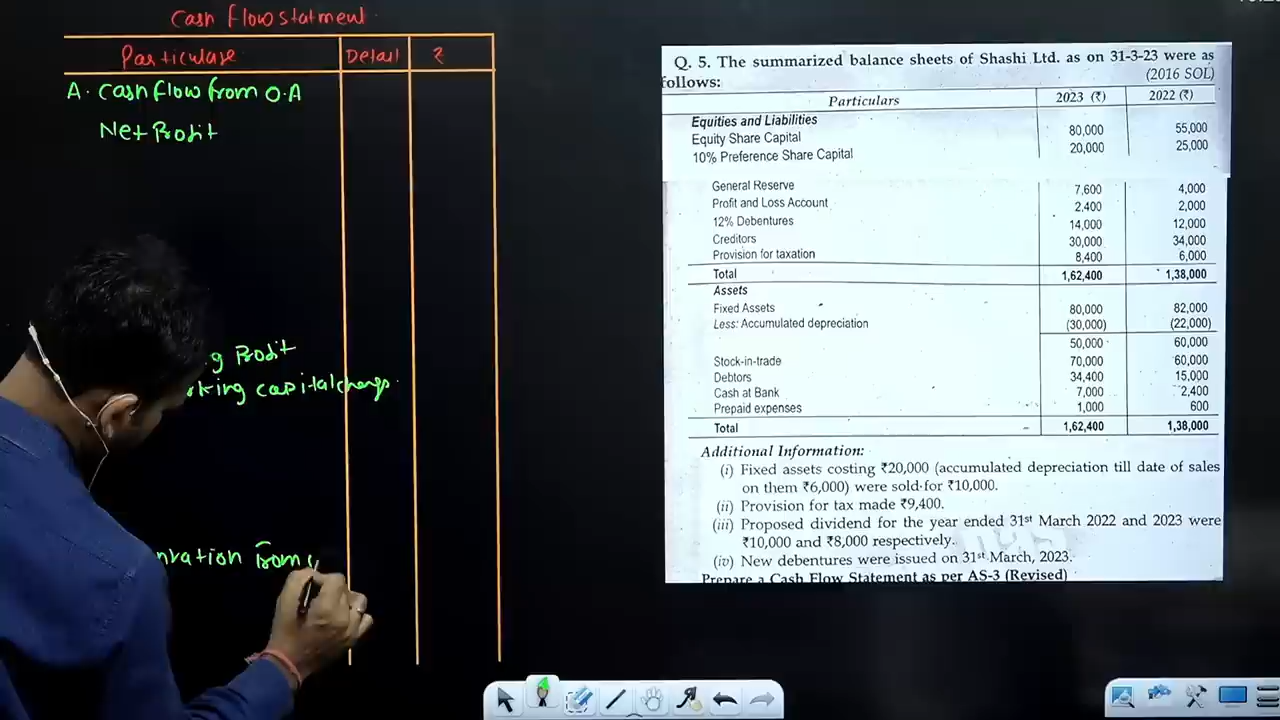 Cash flow statment
Particulars Detail ₹
A. Cash flow from O.A
Net Profit
g Profit
rking capital change.
ration from
Q. 5. The summarized balance sheets of Shashi Ltd. as on 31-3-23 were as
follows: (2016 SOL)
Particulars 2023 (₹) 2022 (₹)
Equities and Liabilities
Equity Share Capital 80,000 55,000
10% Preference Share Capital 20,000 25,000
General Reserve 7,600 4,000
Profit and Loss Account 2,400 2,000
12% Debentures 14,000 12,000
Creditors 30,000 34,000
Provision for taxation 8,400 6,000
Total 1,62,400 1,38,000
Assets
Fixed Assets 80,000 82,000
Less: Accumulated depreciation (30,000) (22,000)
50,000 60,000
Stock-in-trade 70,000 60,000
Debtors 34,400 15,000
Cash at Bank 7,000 2,400
Prepaid expenses 1,000 600
Total 1,62,400 1,38,000
Additional Information:
(i) Fixed assets costing ₹20,000 (accumulated depreciation till date of sales
on them ₹6,000) were sold for ₹10,000.
(ii) Provision for tax made ₹9,400.
(iii) Proposed dividend for the year ended 31st March 2022 and 2023 were
₹10,000 and ₹8,000 respectively.
(iv) New debentures were issued on 31st March, 2023.
Prepare a Cash Flow Statement as per AS-3 (Revised)